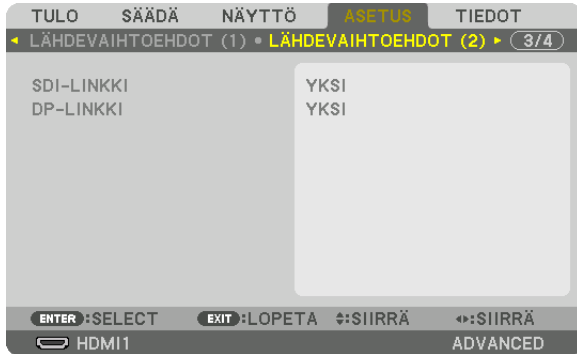 TULO SÄÄDÄ NÄYTTÖ ASETUS TIEDOT
◂ LÄHDEVAIHTOEHDOT (1) • LÄHDEVAIHTOEHDOT (2) ▸ 3/4
SDI-LINKKI YKSI
DP-LINKKI YKSI
ENTER :SELECT EXIT :LOPETA :SIIRRÄ :SIIRRÄ
HDMI1 ADVANCED